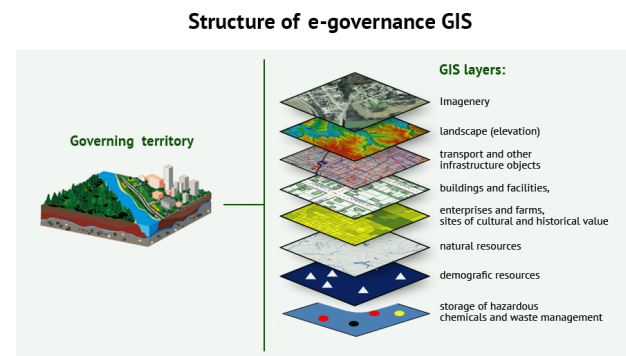 Structure of e-governance GIS
Governing territory
GIS layers:
Imagenery
landscape (elevation)
transport and other
infrastructure objects
buildings and facilities,
enterprises and farms,
sites of cultural and historical value
natural resources
demografic resources
storage of hazardous
chemicals and waste management